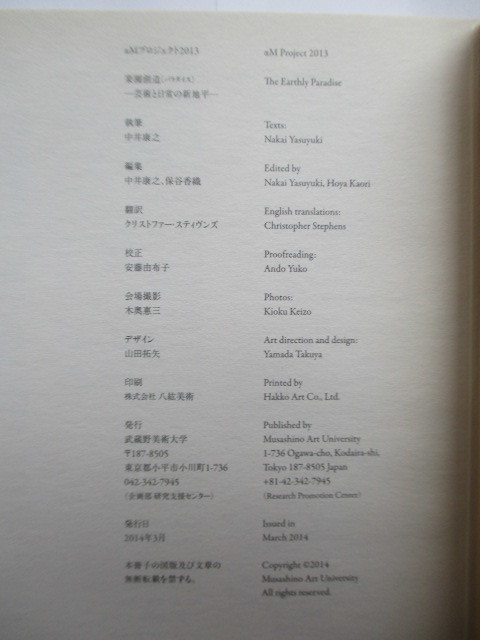 αMプロジェクト2013
楽園創造〈パラダイス〉
―芸術と日常の新地平―
執筆
中井康之
編集
中井康之、保谷香織
翻訳
クリストファー・スティヴンズ
校正
安藤由布子
会場撮影
木奥惠三
デザイン
山田拓矢
印刷
株式会社 八絋美術
発行
武蔵野美術大学
〒187-8505
東京都小平市小川町1-736
042-342-7945
(企画部 研究支援センター)
発行日
2014年3月
本冊子の図版及び文章の
無断転載を禁ずる。
αM Project 2013
The Earthly Paradise
Texts:
Nakai Yasuyuki
Edited by
Nakai Yasuyuki, Hoya Kaori
English translations:
Christopher Stephens
Proofreading:
Ando Yuko
Photos:
Kioku Keizo
Art direction and design:
Yamada Takuya
Printed by
Hakko Art Co., Ltd.
Published by
Musashino Art University
1-736 Ogawa-cho, Kodaira-shi,
Tokyo 187-8505 Japan
+81-42-342-7945
(Research Promotion Center)
Issued in
March 2014
Copyright ©2014
Musashino Art University
All rights reserved.